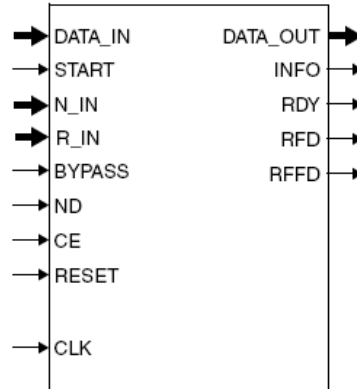 DATA_IN DATA_OUT
START INFO
N_IN RDY
R_IN RFD
BYPASS RFFD
ND
CE
RESET
CLK